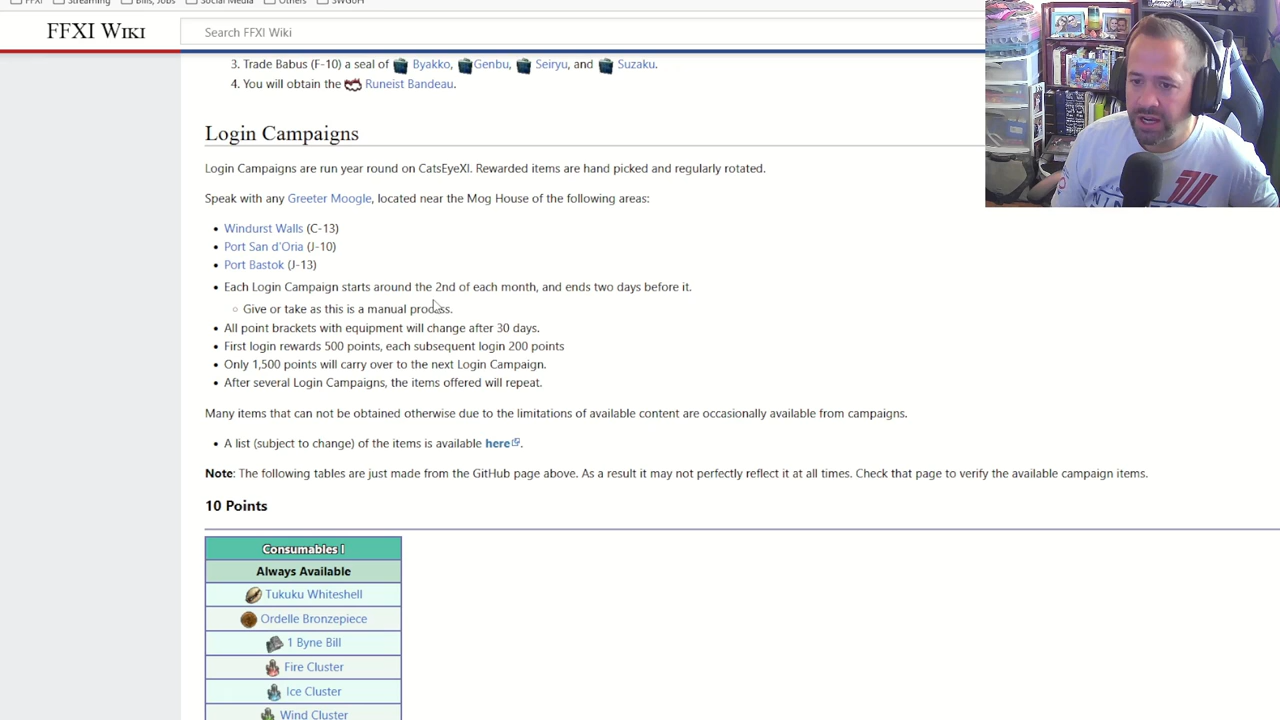 FFXI
Streaming
Bills, Jobs
Social Media
Others
SWGoH
FFXI WIKI
Search FFXI Wiki
3. Trade Babus (F-10) a seal of Byakko, Genbu, Seiryu, and Suzaku.
4. You will obtain the Runeist Bandeau.
Login Campaigns
Login Campaigns are run year round on CatsEyeXI. Rewarded items are hand picked and regularly rotated.
Speak with any Greeter Moogle, located near the Mog House of the following areas:
• Windurst Walls (C-13)
• Port San d'Oria (J-10)
• Port Bastok (J-13)
• Each Login Campaign starts around the 2nd of each month, and ends two days before it.
○ Give or take as this is a manual process.
• All point brackets with equipment will change after 30 days.
• First login rewards 500 points, each subsequent login 200 points
• Only 1,500 points will carry over to the next Login Campaign.
• After several Login Campaigns, the items offered will repeat.
Many items that can not be obtained otherwise due to the limitations of available content are occasionally available from campaigns.
• A list (subject to change) of the items is available here.
Note: The following tables are just made from the GitHub page above. As a result it may not perfectly reflect it at all times. Check that page to verify the available campaign items.
10 Points
Consumables I
Always Available
Tukuku Whiteshell
Ordelle Bronzepiece
1 Byne Bill
Fire Cluster
Ice Cluster
Wind Cluster